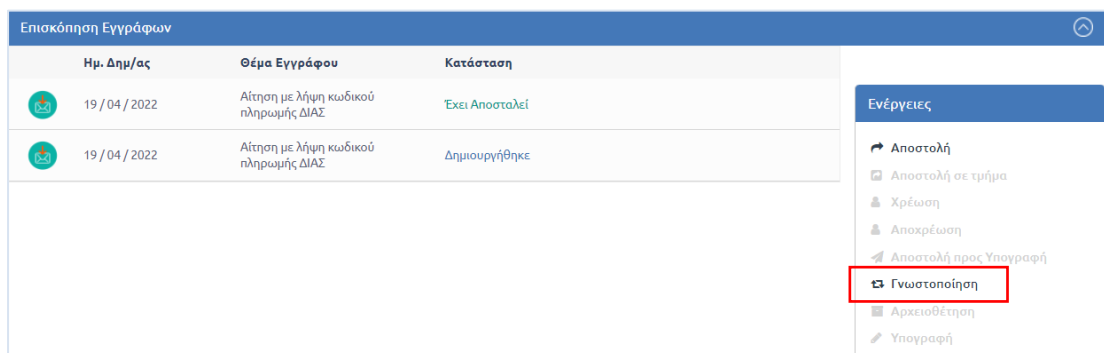 Επισκόπηση Εγγράφων
Ημ. Δημ/ας Θέμα Εγγράφου Κατάσταση
19 / 04 / 2022 Αίτηση με λήψη κωδικού πληρωμής ΔΙΑΣ Έχει Αποσταλεί
19 / 04 / 2022 Αίτηση με λήψη κωδικού πληρωμής ΔΙΑΣ Δημιουργήθηκε
Ενέργειες
Αποστολή
Αποστολή σε τμήμα
Χρέωση
Αποχρέωση
Αποστολή προς Υπογραφή
Γνωστοποίηση
Αρχειοθέτηση
Υπογραφή